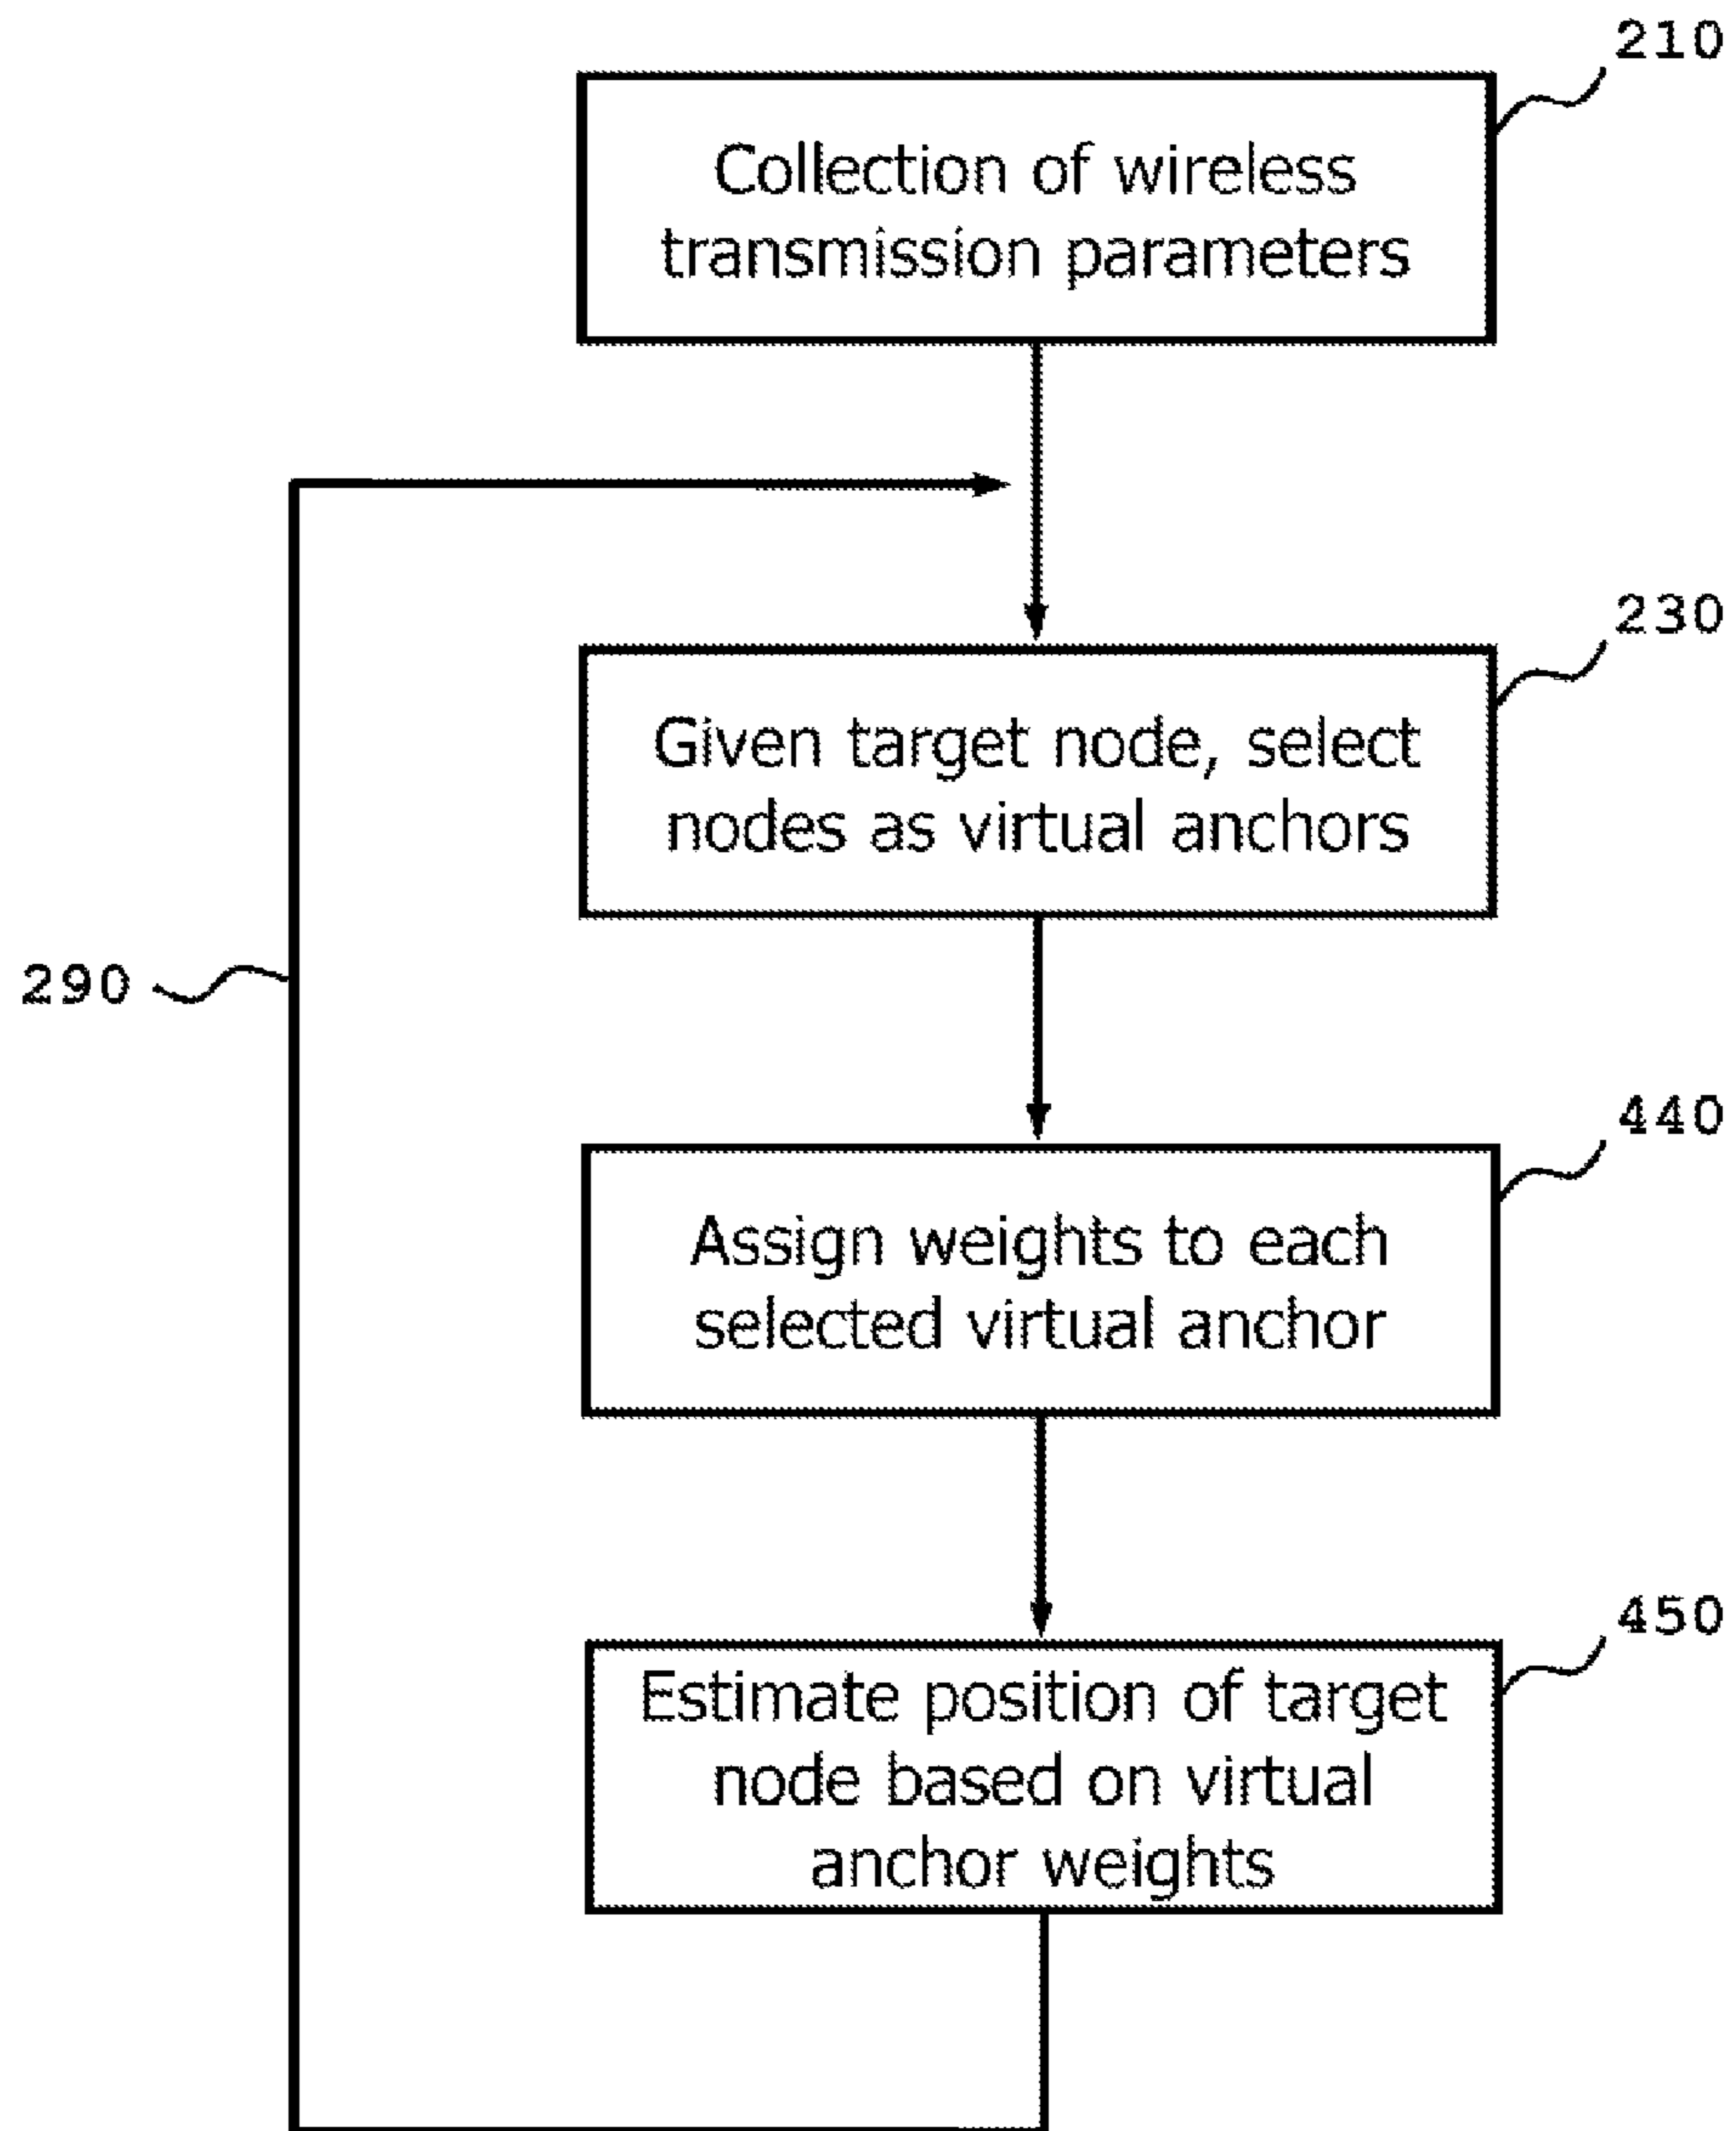 210
Collection of wireless
transmission parameters
230
Given target node, select
nodes as virtual anchors
290
440
Assign weights to each
selected virtual anchor
450
Estimate position of target
node based on virtual
anchor weights